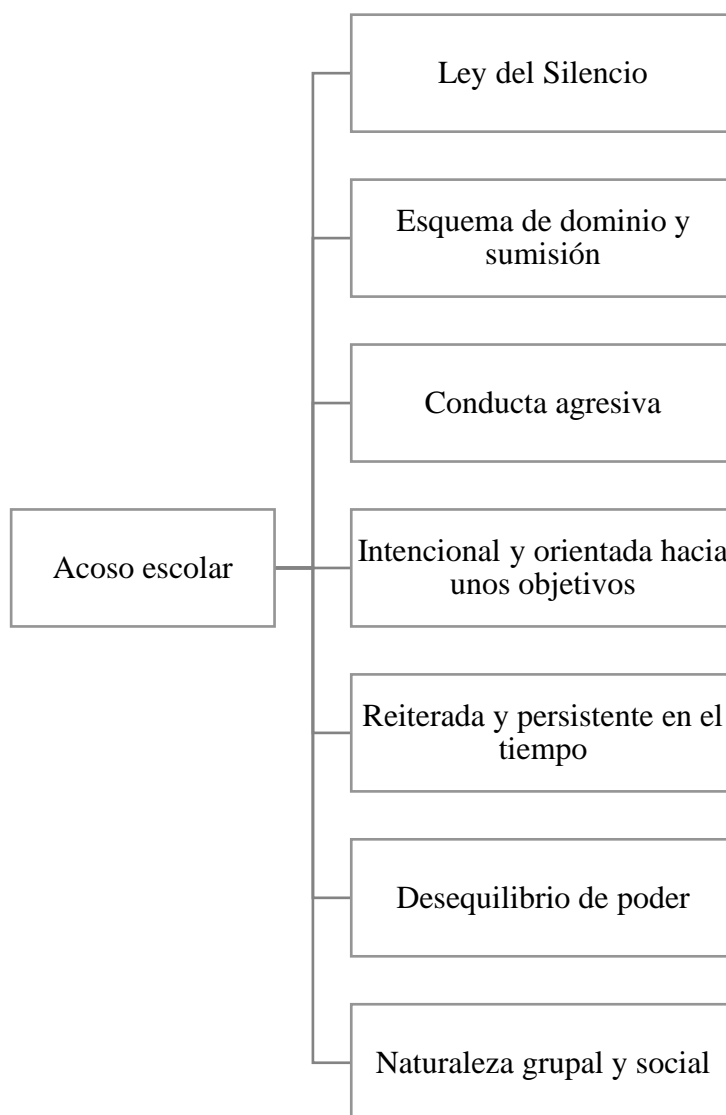 Ley del Silencio
Esquema de dominio y
sumisión
Conducta agresiva
Acoso escolar
Intencional y orientada hacia
unos objetivos
Reiterada y persistente en el
tiempo
Desequilibrio de poder
Naturaleza grupal y social